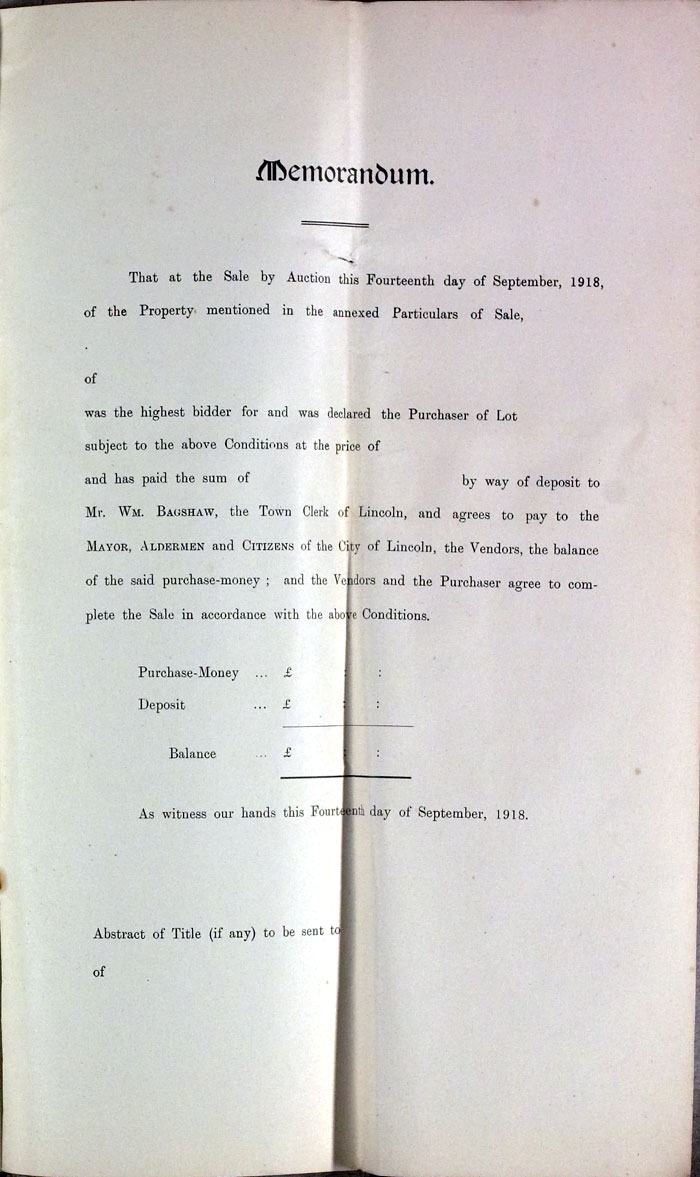 Memorandum.
That at the Sale by Auction this Fourteenth day of September, 1918,
of the Property mentioned in the annexed Particulars of Sale,
of
was the highest bidder for and was declared the Purchaser of Lot
subject to the above Conditions at the price of
and has paid the sum of by way of deposit to
Mr. WM. BAGSHAW, the Town Clerk of Lincoln, and agrees to pay to the
MAYOR, ALDERMEN and CITIZENS of the City of Lincoln, the Vendors, the balance
of the said purchase-money ; and the Vendors and the Purchaser agree to com-
plete the Sale in accordance with the above Conditions.
Purchase-Money ... £ : :
Deposit ... £ : :
Balance ... £ : :
As witness our hands this Fourteenth day of September, 1918.
Abstract of Title (if any) to be sent to
of